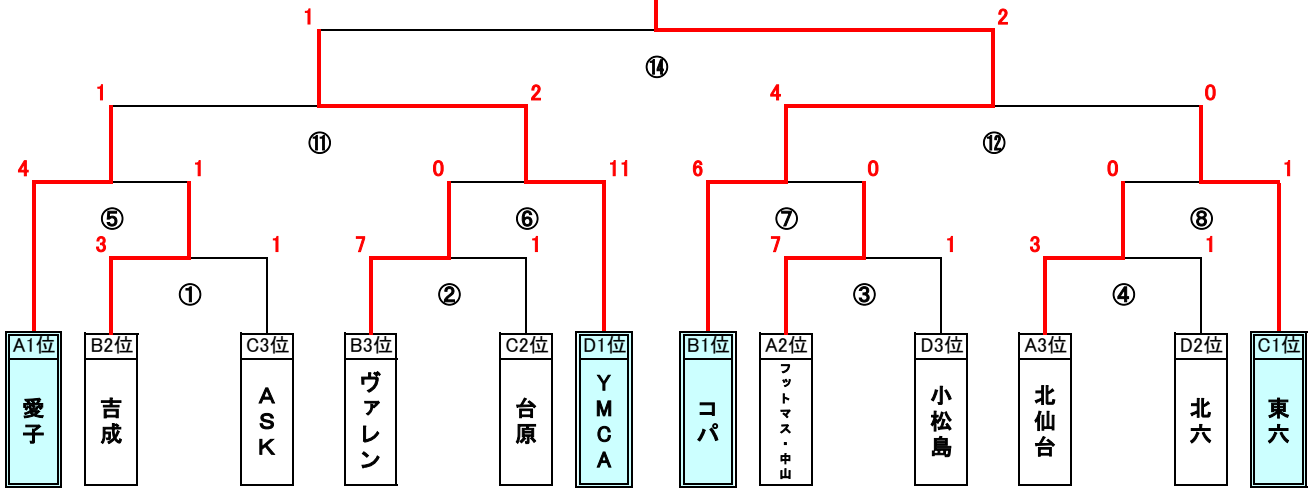 1 2
⑭
1 2 4 0
⑪ ⑫
4 1 0 11 6 0 0 1
⑤ ⑥ ⑦ ⑧
3 1 7 1 7 1 3 1
① ② ③ ④
A1位 B2位 C3位 B3位 C2位 D1位 B1位 A2位 D3位 A3位 D2位 C1位
愛子
吉成
ASK
ヴァレン
台原
YMCA
コパ
フットマス・中山
小松島
北仙台
北六
東六